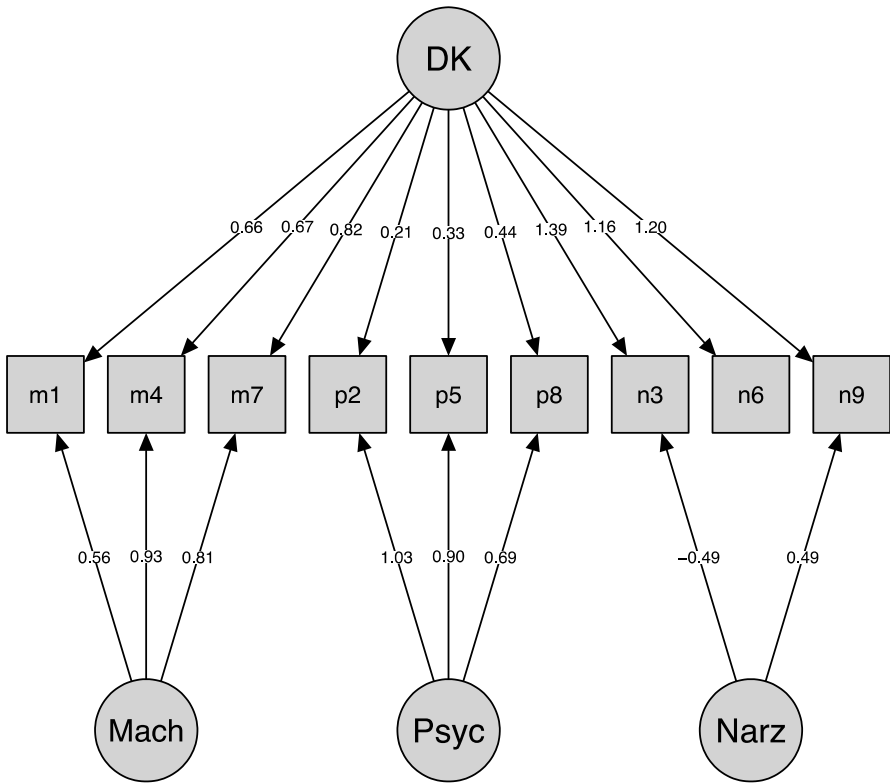 DK
0.66 0.67 0.82 0.21 0.33 0.44 1.39 1.16 1.20
m1 m4 m7 p2 p5 p8 n3 n6 n9
0.56 0.93 0.81 1.03 0.90 0.69 −0.49 0.49
Mach Psyc Narz